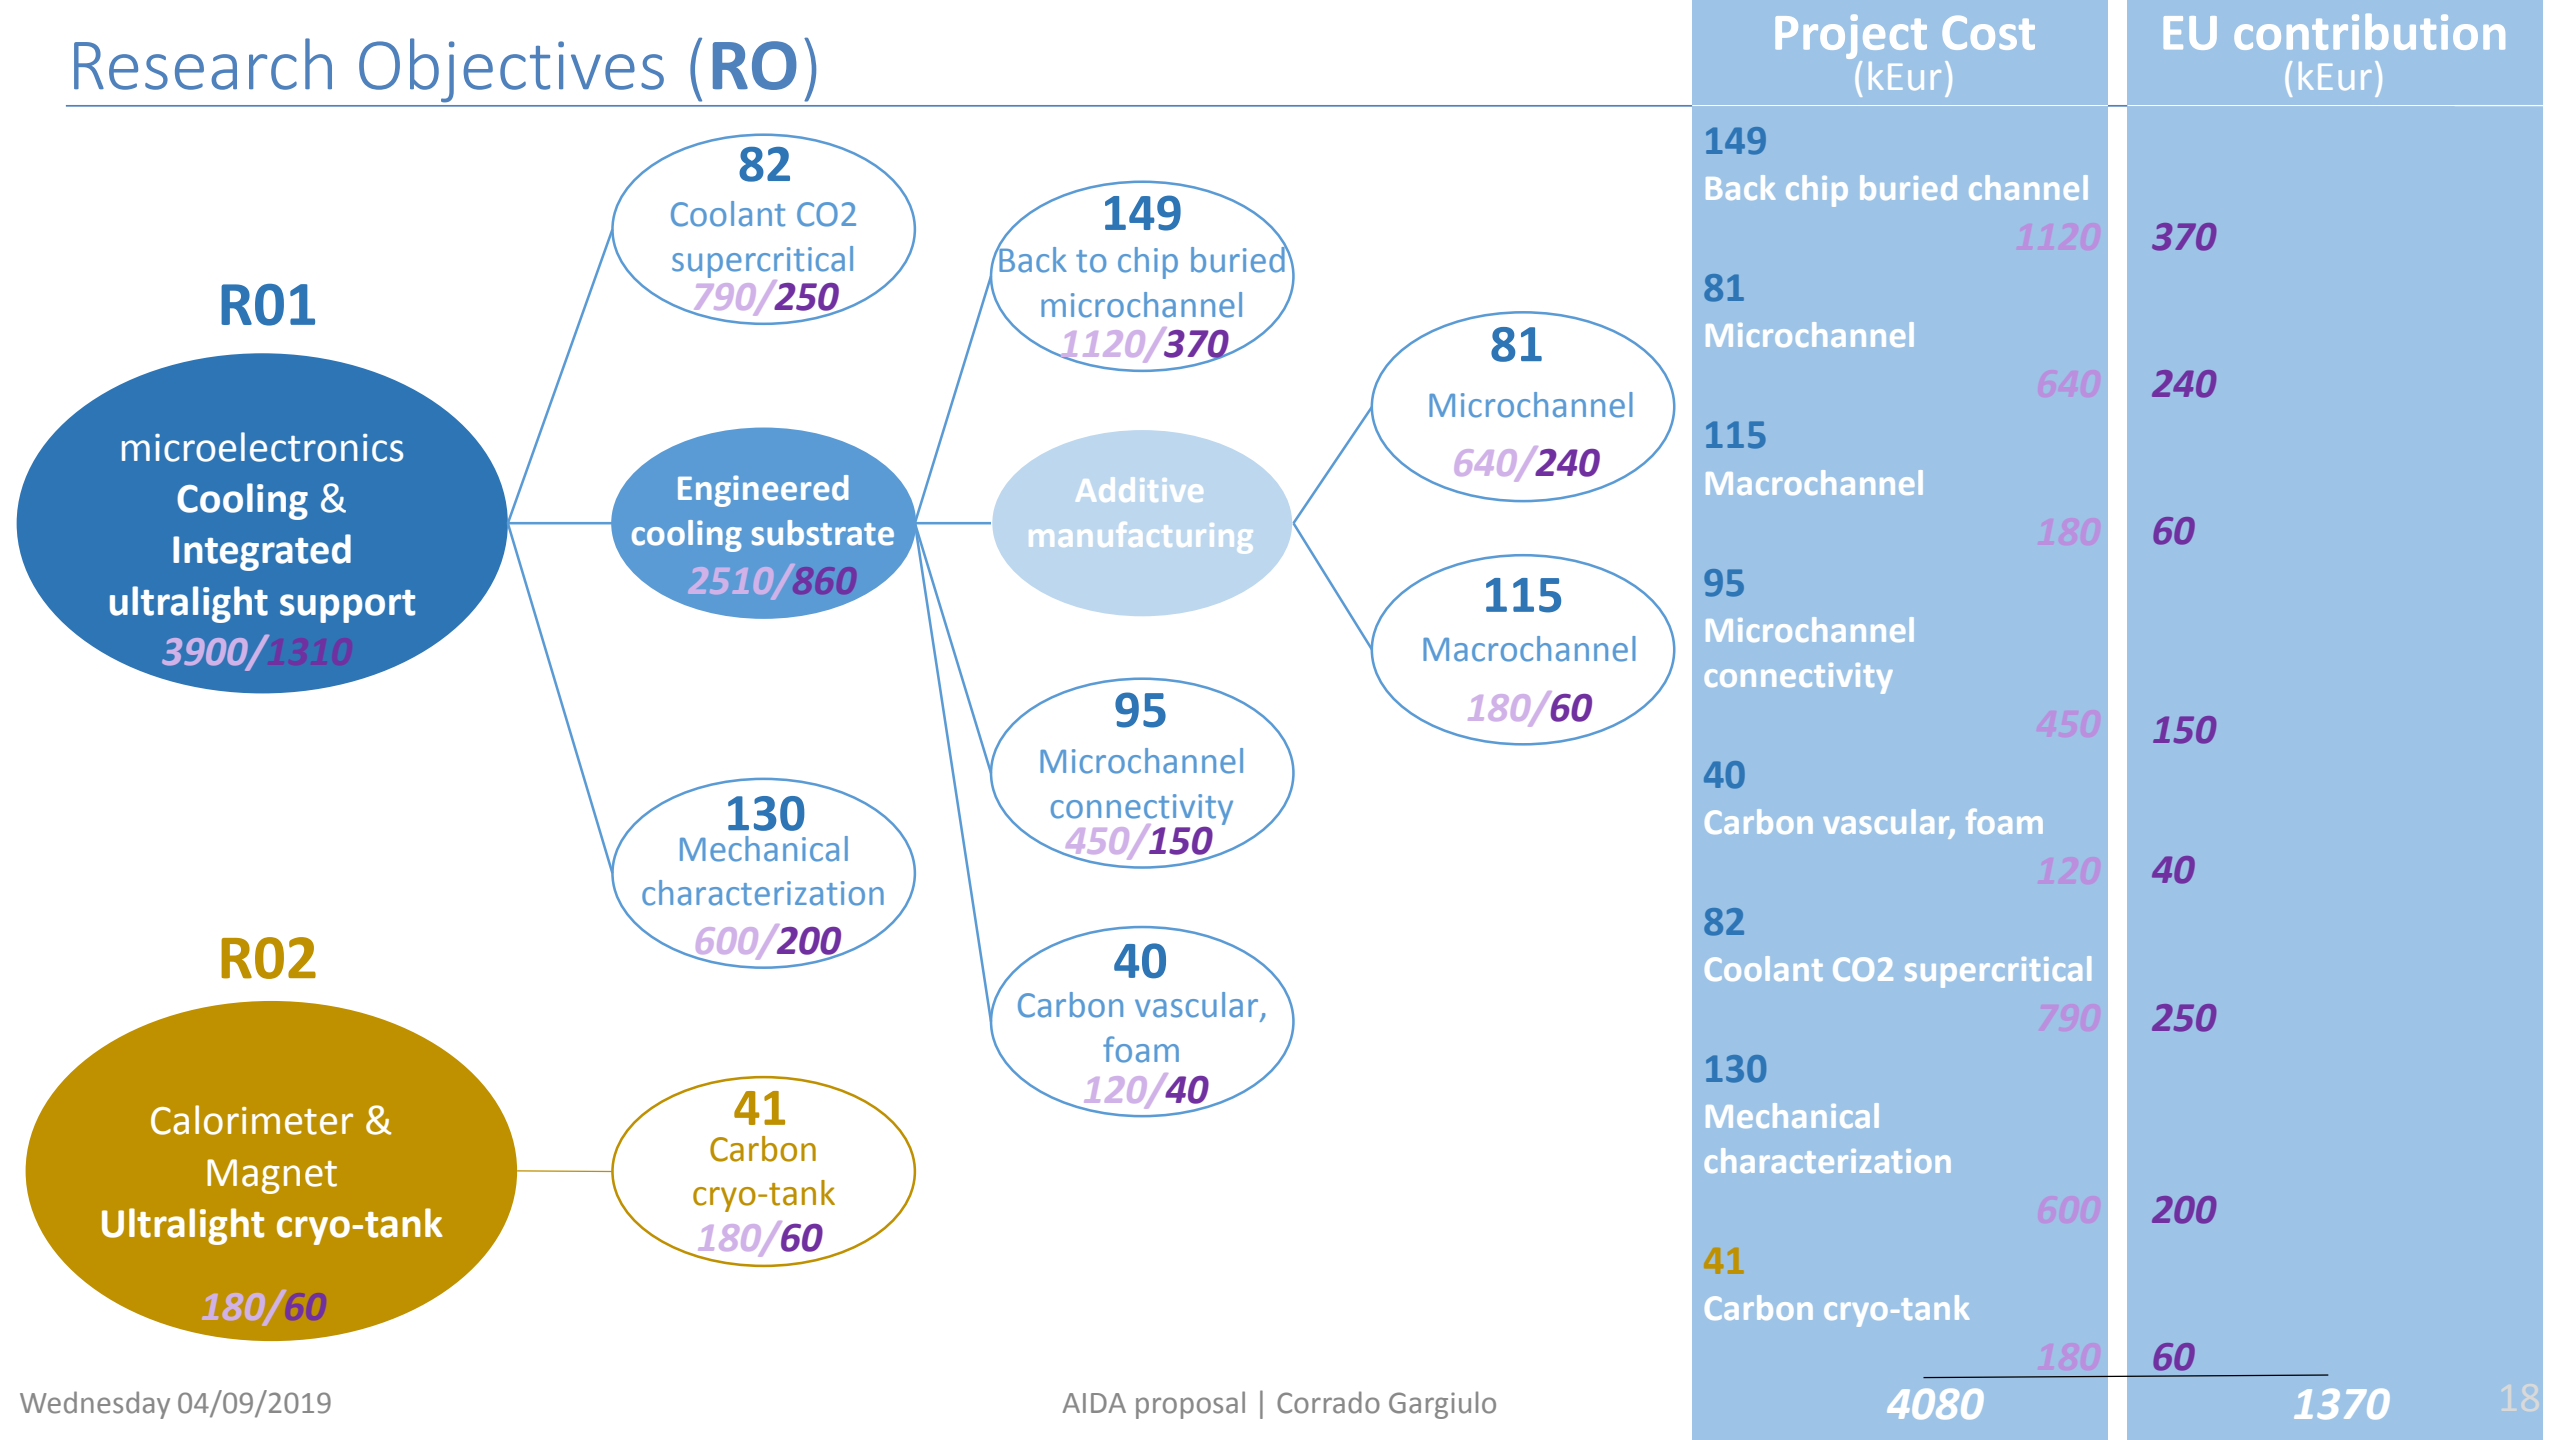 Research Objectives (RO)
R01
microelectronics
Cooling &
Integrated
ultralight support
3900/1310
R02
Calorimeter &
Magnet
Ultralight cryo-tank
180/60
82
Coolant CO2
supercritical
790/250
Engineered
cooling substrate
2510/860
130
Mechanical
characterization
600/200
41
Carbon
cryo-tank
180/60
149
Back to chip buried
microchannel
1120/370
Additive
manufacturing
95
Microchannel
connectivity
450/150
40
Carbon vascular,
foam
120/40
81
Microchannel
640/240
115
Macrochannel
180/60
Project Cost
(kEur)
149
Back chip buried channel
1120
81
Microchannel
640
115
Macrochannel
180
95
Microchannel
connectivity
450
40
Carbon vascular, foam
120
82
Coolant CO2 supercritical
790
130
Mechanical
characterization
600
41
Carbon cryo-tank
180
4080
EU contribution
(kEur)
370
240
60
150
40
250
200
60
1370
Wednesday 04/09/2019
AIDA proposal | Corrado Gargiulo
18